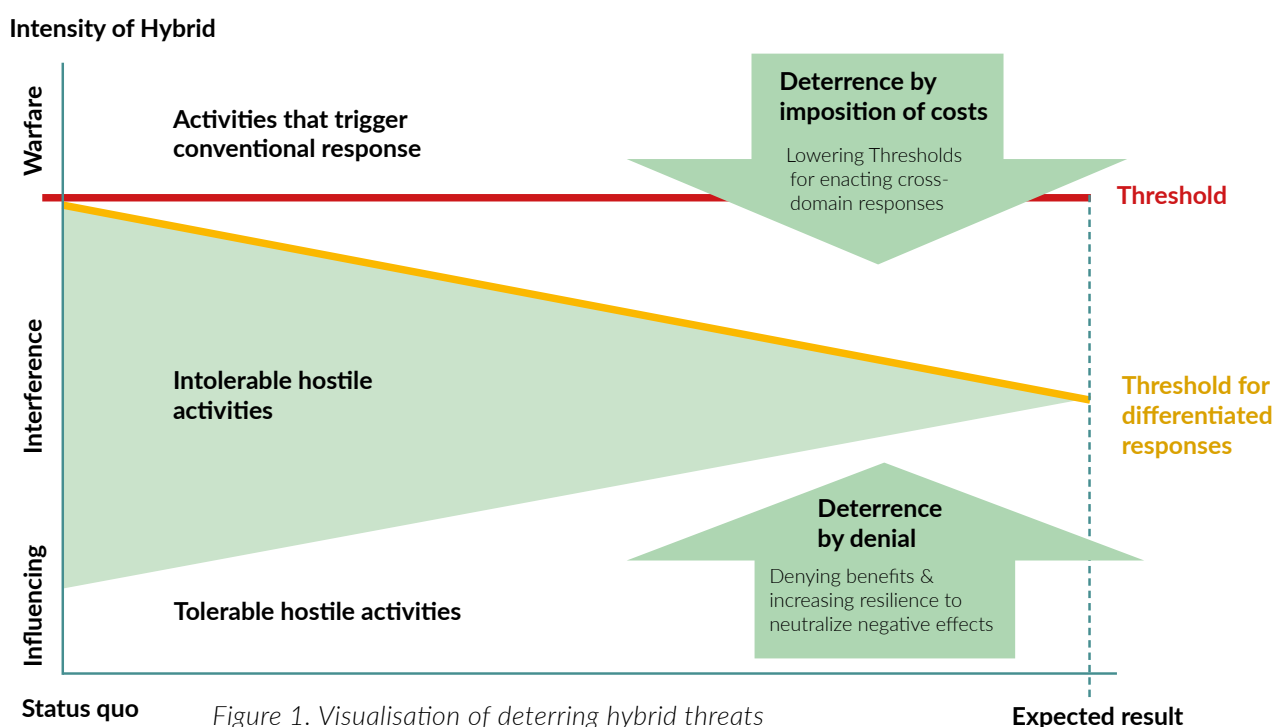 Intensity of Hybrid
Warfare
Interference
Influencing
Activities that trigger
conventional response
Deterrence by
imposition of costs
Lowering Thresholds
for enacting cross-
domain responses
Threshold
Intolerable hostile
activities
Threshold for
differentiated
responses
Deterrence
by denial
Denying benefits &
increasing resilience to
neutralize negative effects
Tolerable hostile activities
Status quo
Figure 1. Visualisation of deterring hybrid threats
Expected result